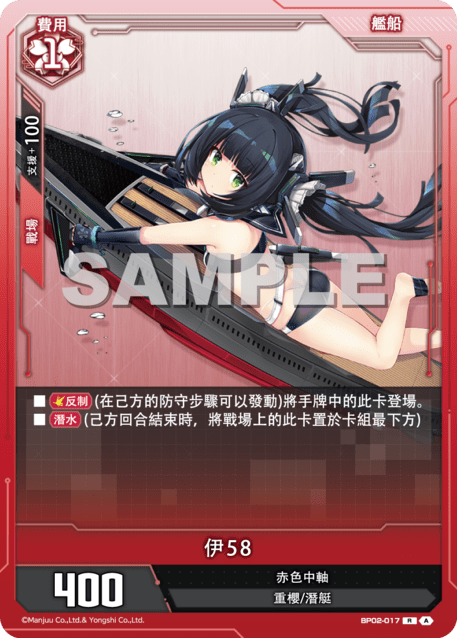 費用
1
艦船
支援+100
戰場
SAMPLE
■ 反制 (在己方的防守步驟可以發動)將手牌中的此卡登場。
■ 潛水 (己方回合結束時，將戰場上的此卡置於卡組最下方)
伊58
400
赤色中軸
重櫻/潛艇
©Manjuu Co.,Ltd.& Yongshi Co.,Ltd.
BP02-017 R A